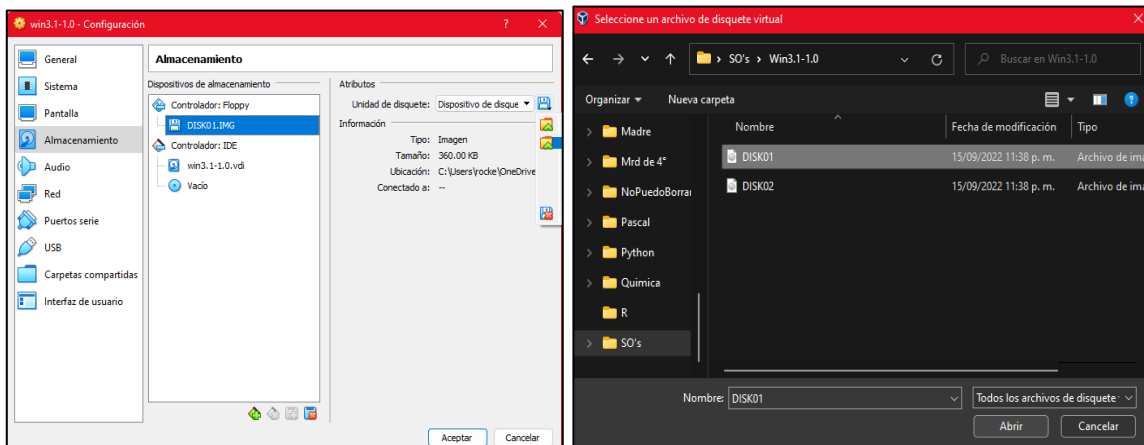 win3.1-1.0 - Configuración
General
Sistema
Pantalla
Almacenamiento
Audio
Red
Puertos serie
USB
Carpetas compartidas
Interfaz de usuario
Almacenamiento
Dispositivos de almacenamiento
Controlador: Floppy
DISK01.IMG
Controlador: IDE
win3.1-1.0.vdi
Vacío
Atributos
Unidad de disquete: Dispositivo de disque
Información
Tipo: Imagen
Tamaño: 360.00 KB
Ubicación: C:\Users\rocke\OneDrive
Conectado a: --
Aceptar Cancelar
Seleccione un archivo de disquete virtual
SO's > Win3.1-1.0
Buscar en Win3.1-1.0
Organizar Nueva carpeta
Madre
Mrd de 4°
NoPuedoBorrar
Pascal
Python
Quimica
R
SO's
Nombre Fecha de modificación Tipo
DISK01 15/09/2022 11:38 p. m. Archivo de ima
DISK02 15/09/2022 11:38 p. m. Archivo de ima
Nombre: DISK01 Todos los archivos de disquete
Abrir Cancelar